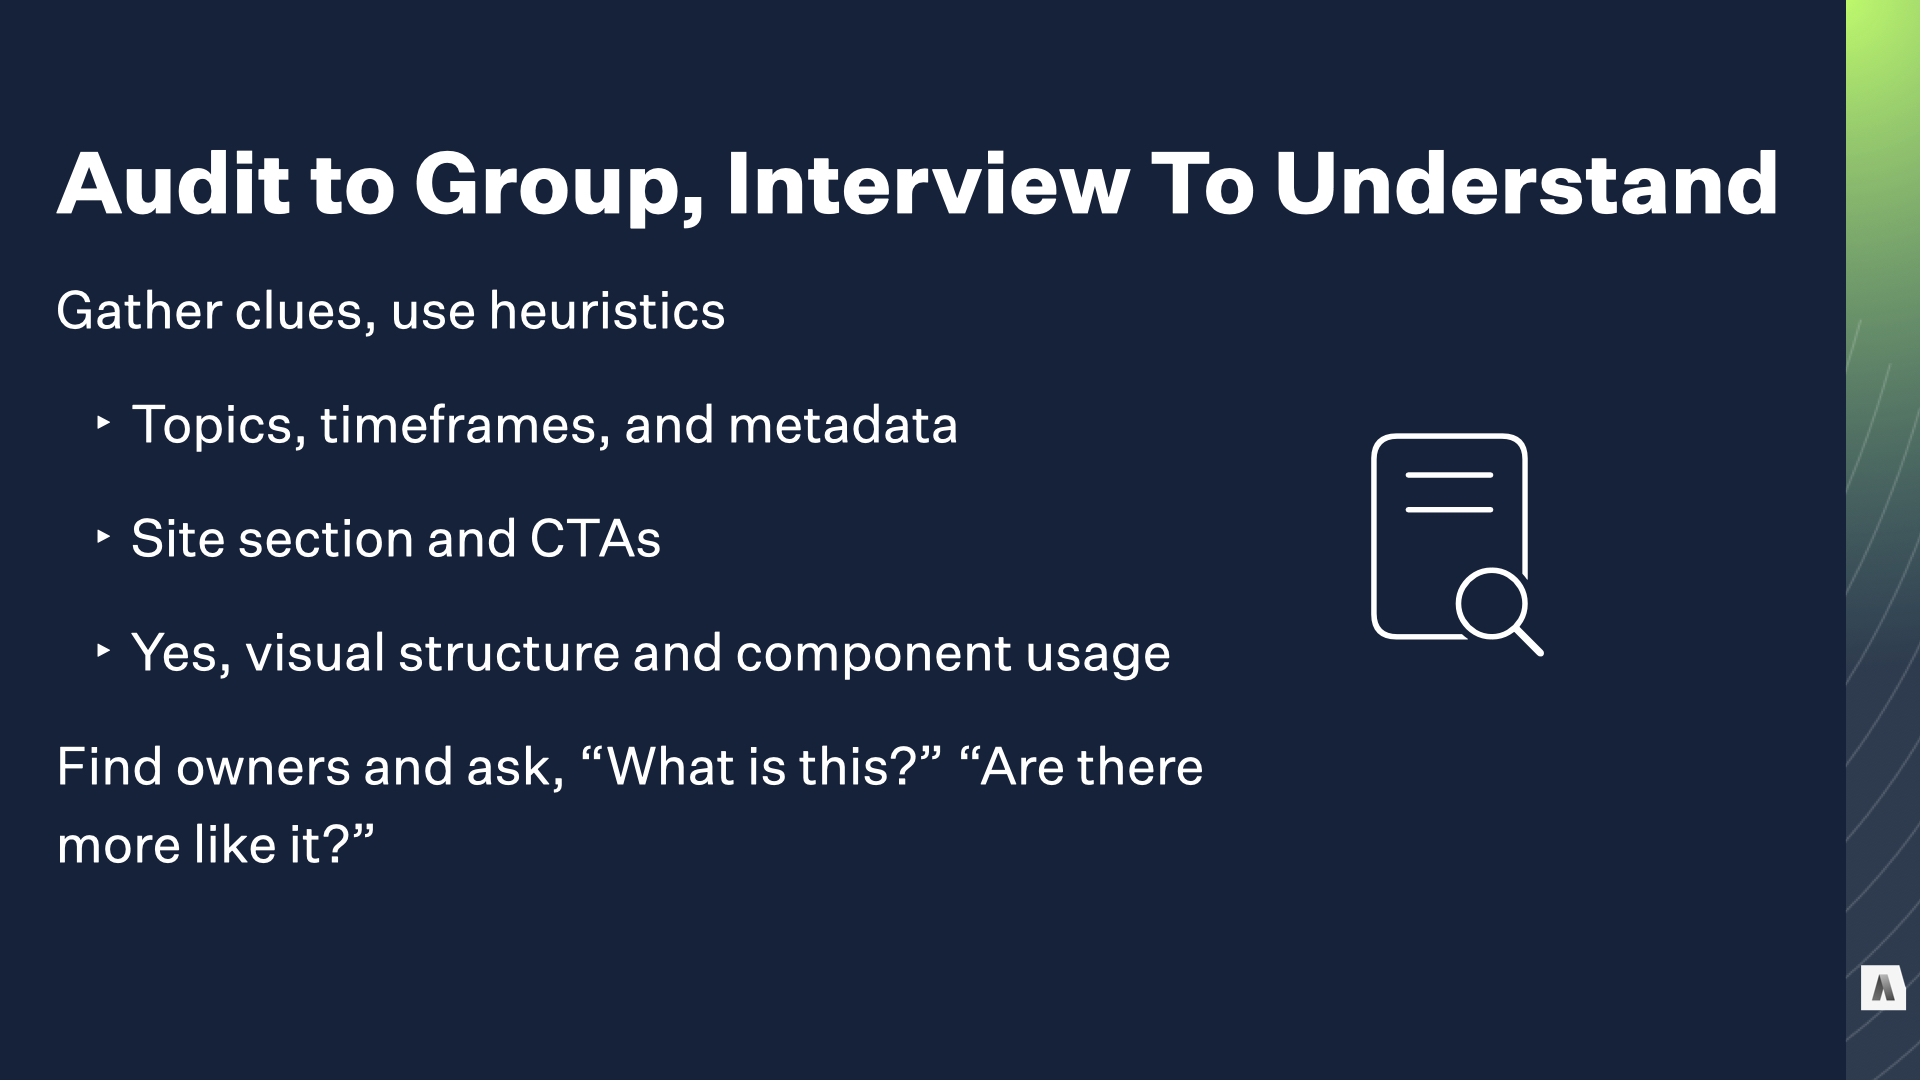 Audit to Group, Interview To Understand
Gather clues, use heuristics
‣ Topics, timeframes, and metadata
‣ Site section and CTAs
‣ Yes, visual structure and component usage
Find owners and ask, “What is this?” “Are there
more like it?”